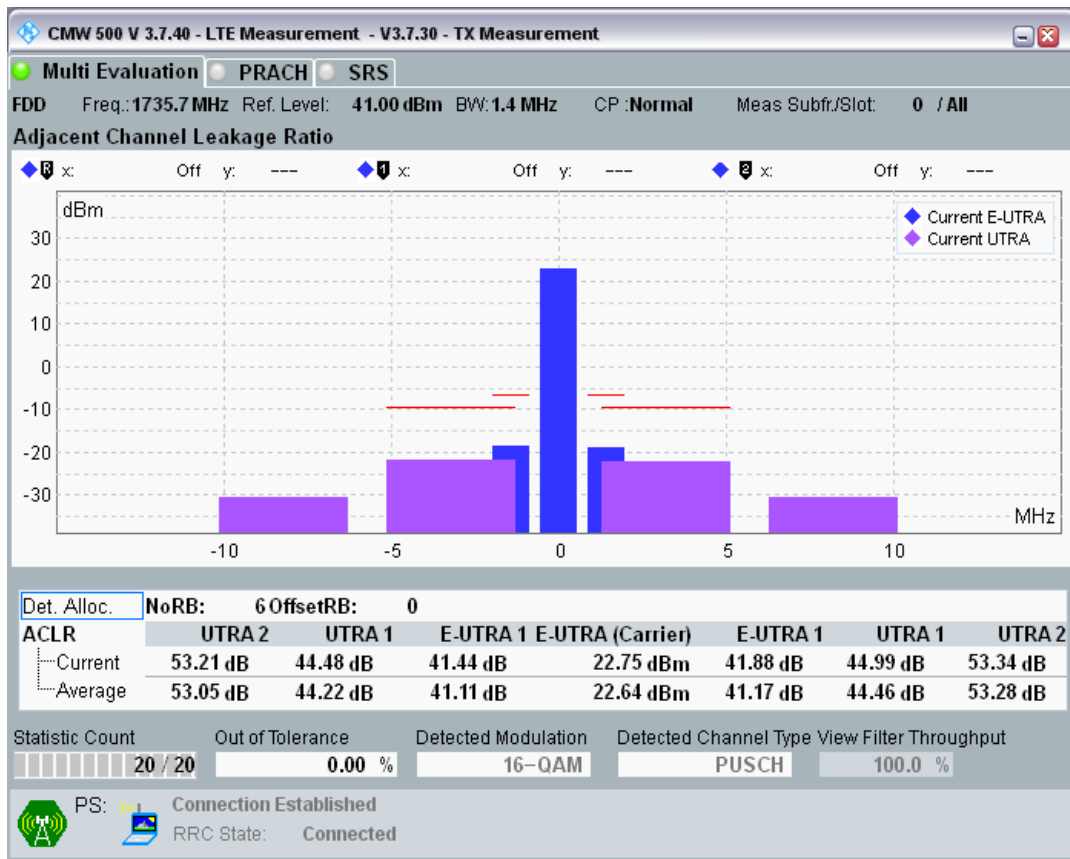 CMW 500 V 3.7.40 - LTE Measurement - V3.7.30 - TX Measurement
Multi Evaluation PRACH SRS
FDD Freq.: 1735.7 MHz Ref. Level: 41.00 dBm BW: 1.4 MHz CP :Normal Meas Subfr./Slot: 0 / All
Adjacent Channel Leakage Ratio
R x: Off y: --- 1 x: Off y: --- 2 x: Off y: ---
dBm
Current E-UTRA
Current UTRA
30
20
10
0
-10
-20
-30
MHz
-10 -5 0 5 10
Det. Alloc. NoRB: 6 OffsetRB: 0
ACLR UTRA 2 UTRA 1 E-UTRA 1 E-UTRA (Carrier) E-UTRA 1 UTRA 1 UTRA 2
Current 53.21 dB 44.48 dB 41.44 dB 22.75 dBm 41.88 dB 44.99 dB 53.34 dB
Average 53.05 dB 44.22 dB 41.11 dB 22.64 dBm 41.17 dB 44.46 dB 53.28 dB
Statistic Count Out of Tolerance Detected Modulation Detected Channel Type View Filter Throughput
20 / 20 0.00 % 16-QAM PUSCH 100.0 %
PS: Connection Established
RRC State: Connected